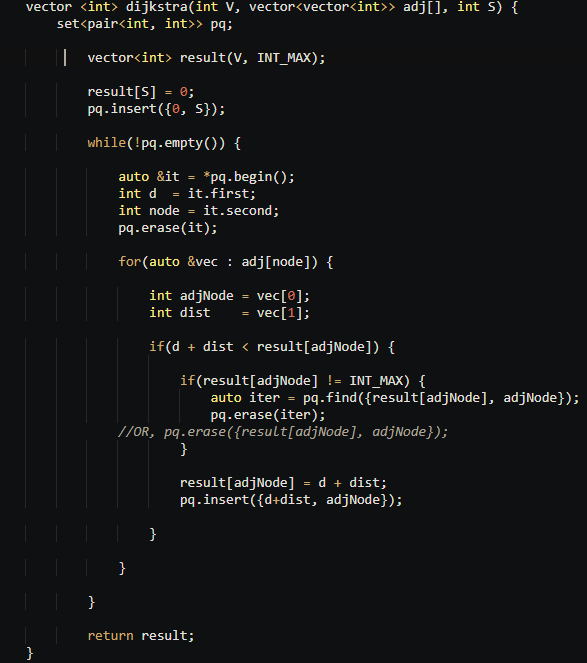 vector <int> dijkstra(int V, vector<vector<int>> adj[], int S) {
set<pair<int, int>> pq;
vector<int> result(V, INT_MAX);
result[S] = 0;
pq.insert({0, S});
while(!pq.empty()) {
auto &it = *pq.begin();
int d  = it.first;
int node = it.second;
pq.erase(it);
for(auto &vec : adj[node]) {
int adjNode = vec[0];
int dist    = vec[1];
if(d + dist < result[adjNode]) {
if(result[adjNode] != INT_MAX) {
auto iter = pq.find({result[adjNode], adjNode});
pq.erase(iter);
//OR, pq.erase({result[adjNode], adjNode});
}
result[adjNode] = d + dist;
pq.insert({d+dist, adjNode});
}
}
}
return result;
}